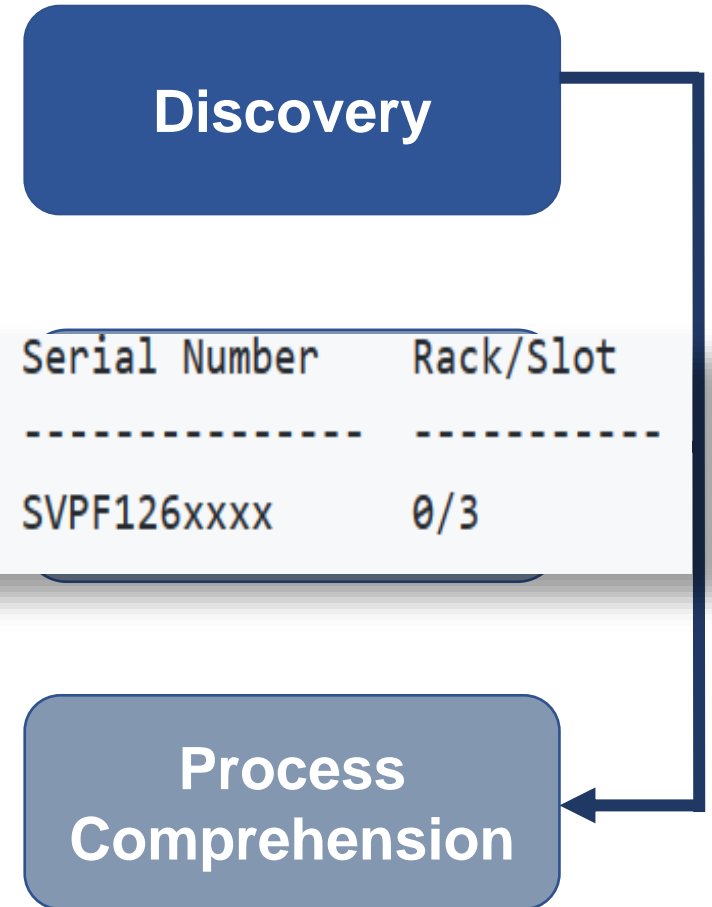 Discovery
Serial Number Rack/Slot
--------------- -----------
SVPF126xxxx 0/3
Process
Comprehension